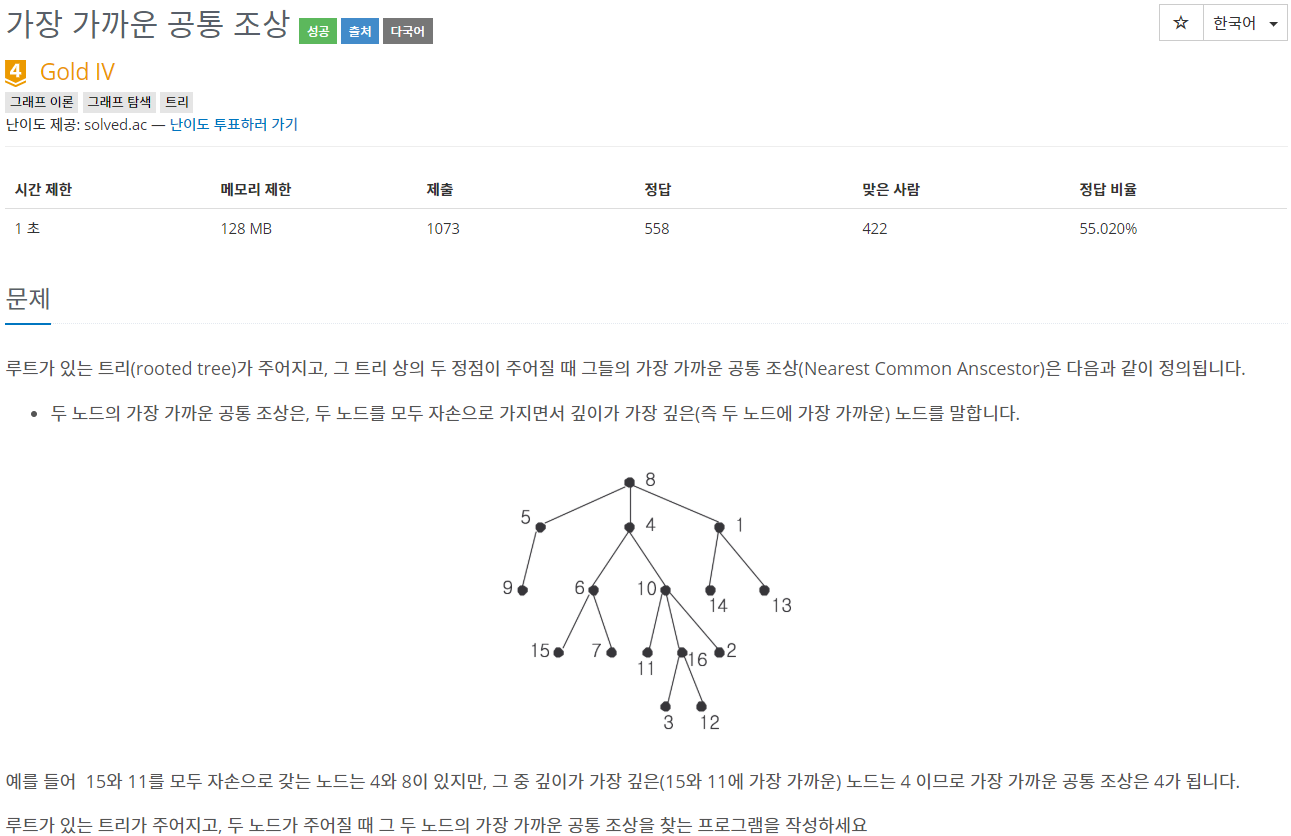 가장 가까운 공통 조상 성공 출처 다국어
☆ 한국어
4 Gold IV
그래프 이론 그래프 탐색 트리
난이도 제공: solved.ac — 난이도 투표하러 가기
시간 제한 메모리 제한 제출 정답 맞은 사람 정답 비율
1 초 128 MB 1073 558 422 55.020%
문제
루트가 있는 트리(rooted tree)가 주어지고, 그 트리 상의 두 정점이 주어질 때 그들의 가장 가까운 공통 조상(Nearest Common Anscestor)은 다음과 같이 정의됩니다.
• 두 노드의 가장 가까운 공통 조상은, 두 노드를 모두 자손으로 가지면서 깊이가 가장 깊은(즉 두 노드에 가장 가까운) 노드를 말합니다.
8
5 4 1
9 6 10 14 13
15 7 11 16 2
3 12
예를 들어  15와 11를 모두 자손으로 갖는 노드는 4와 8이 있지만, 그 중 깊이가 가장 깊은(15와 11에 가장 가까운) 노드는 4 이므로 가장 가까운 공통 조상은 4가 됩니다.
루트가 있는 트리가 주어지고, 두 노드가 주어질 때 그 두 노드의 가장 가까운 공통 조상을 찾는 프로그램을 작성하세요